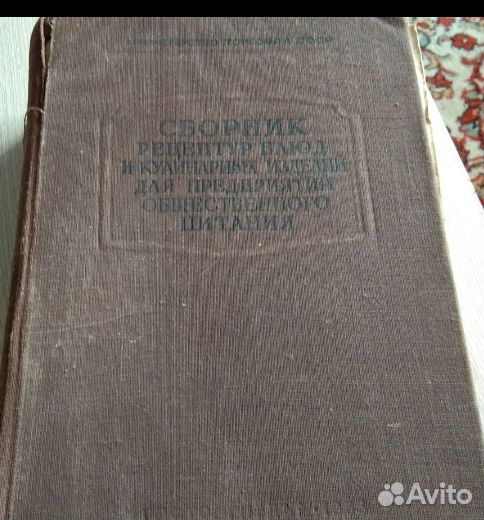 МИНИСТЕРСТВО ТОРГОВЛИ СССР
СБОРНИК
РЕЦЕПТУР БЛЮД
И КУЛИНАРНЫХ ИЗДЕЛИЙ
ДЛЯ ПРЕДПРИЯТИЙ
ОБЩЕСТВЕННОГО
ПИТАНИЯ
Avito